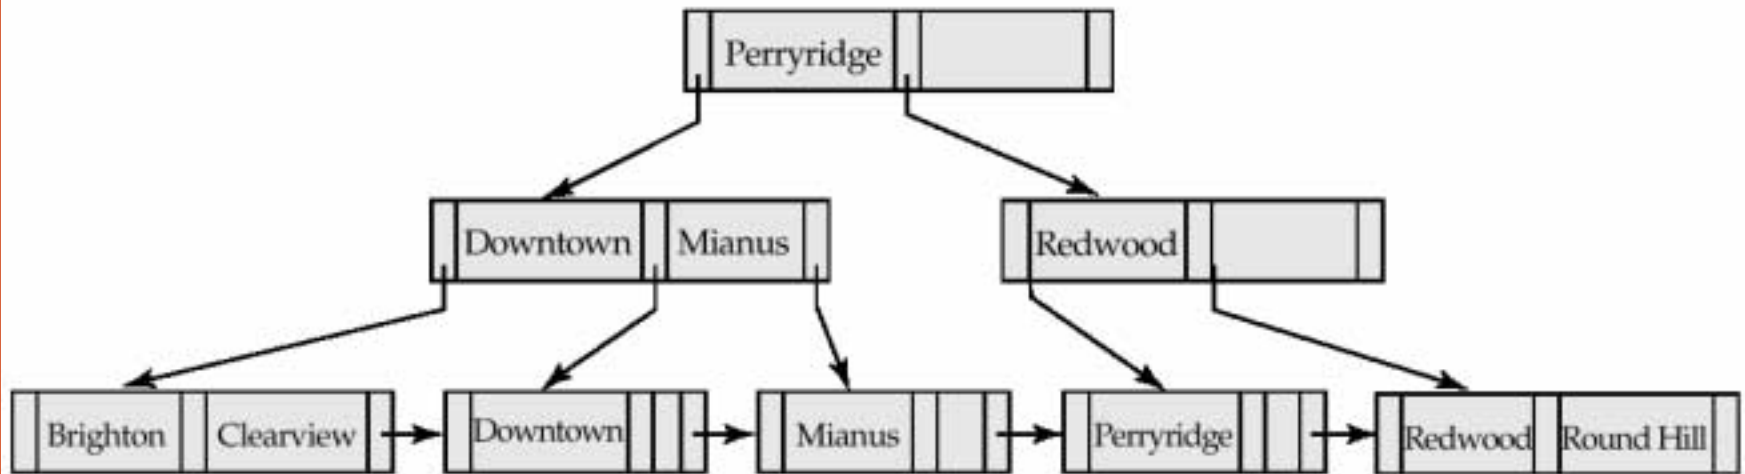 Perryridge
Downtown Mianus Redwood
Brighton Clearview Downtown Mianus Perryridge Redwood Round Hill